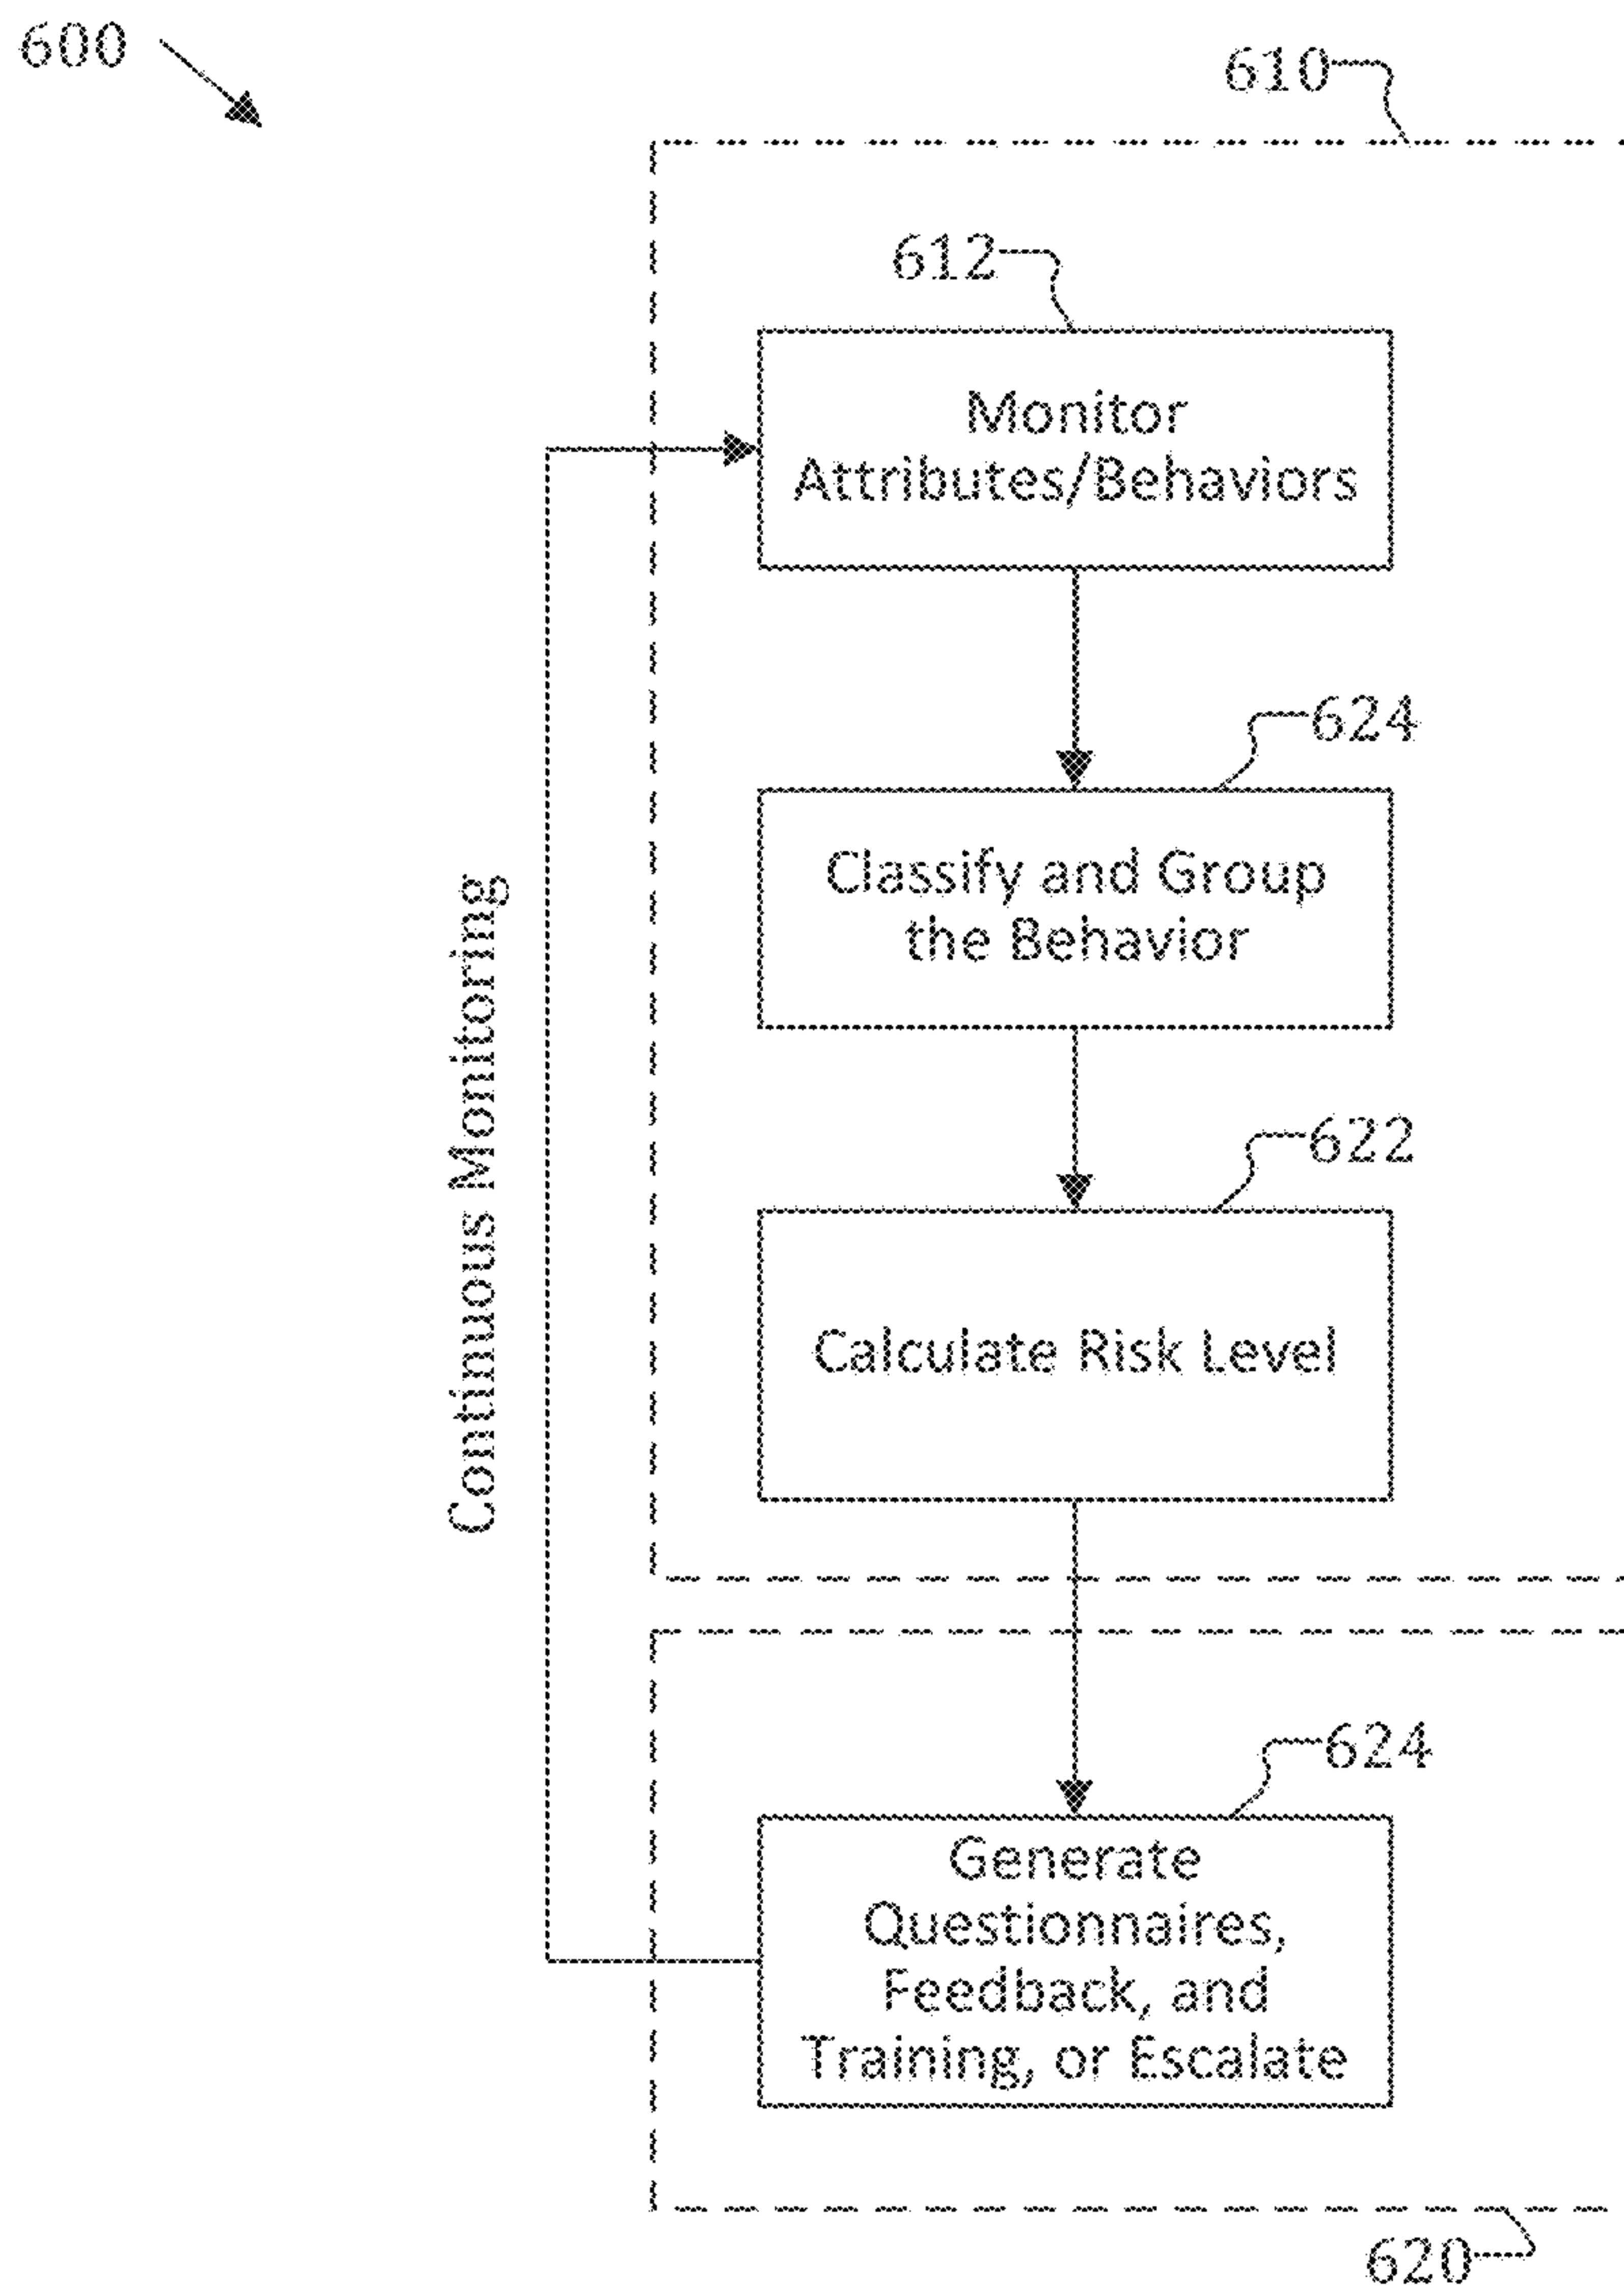 600
610
612
Monitor
Attributes/Behaviors
624
Classify and Group
the Behavior
622
Calculate Risk Level
Continuous Monitoring
624
Generate
Questionnaires,
Feedback, and
Training, or Escalate
620